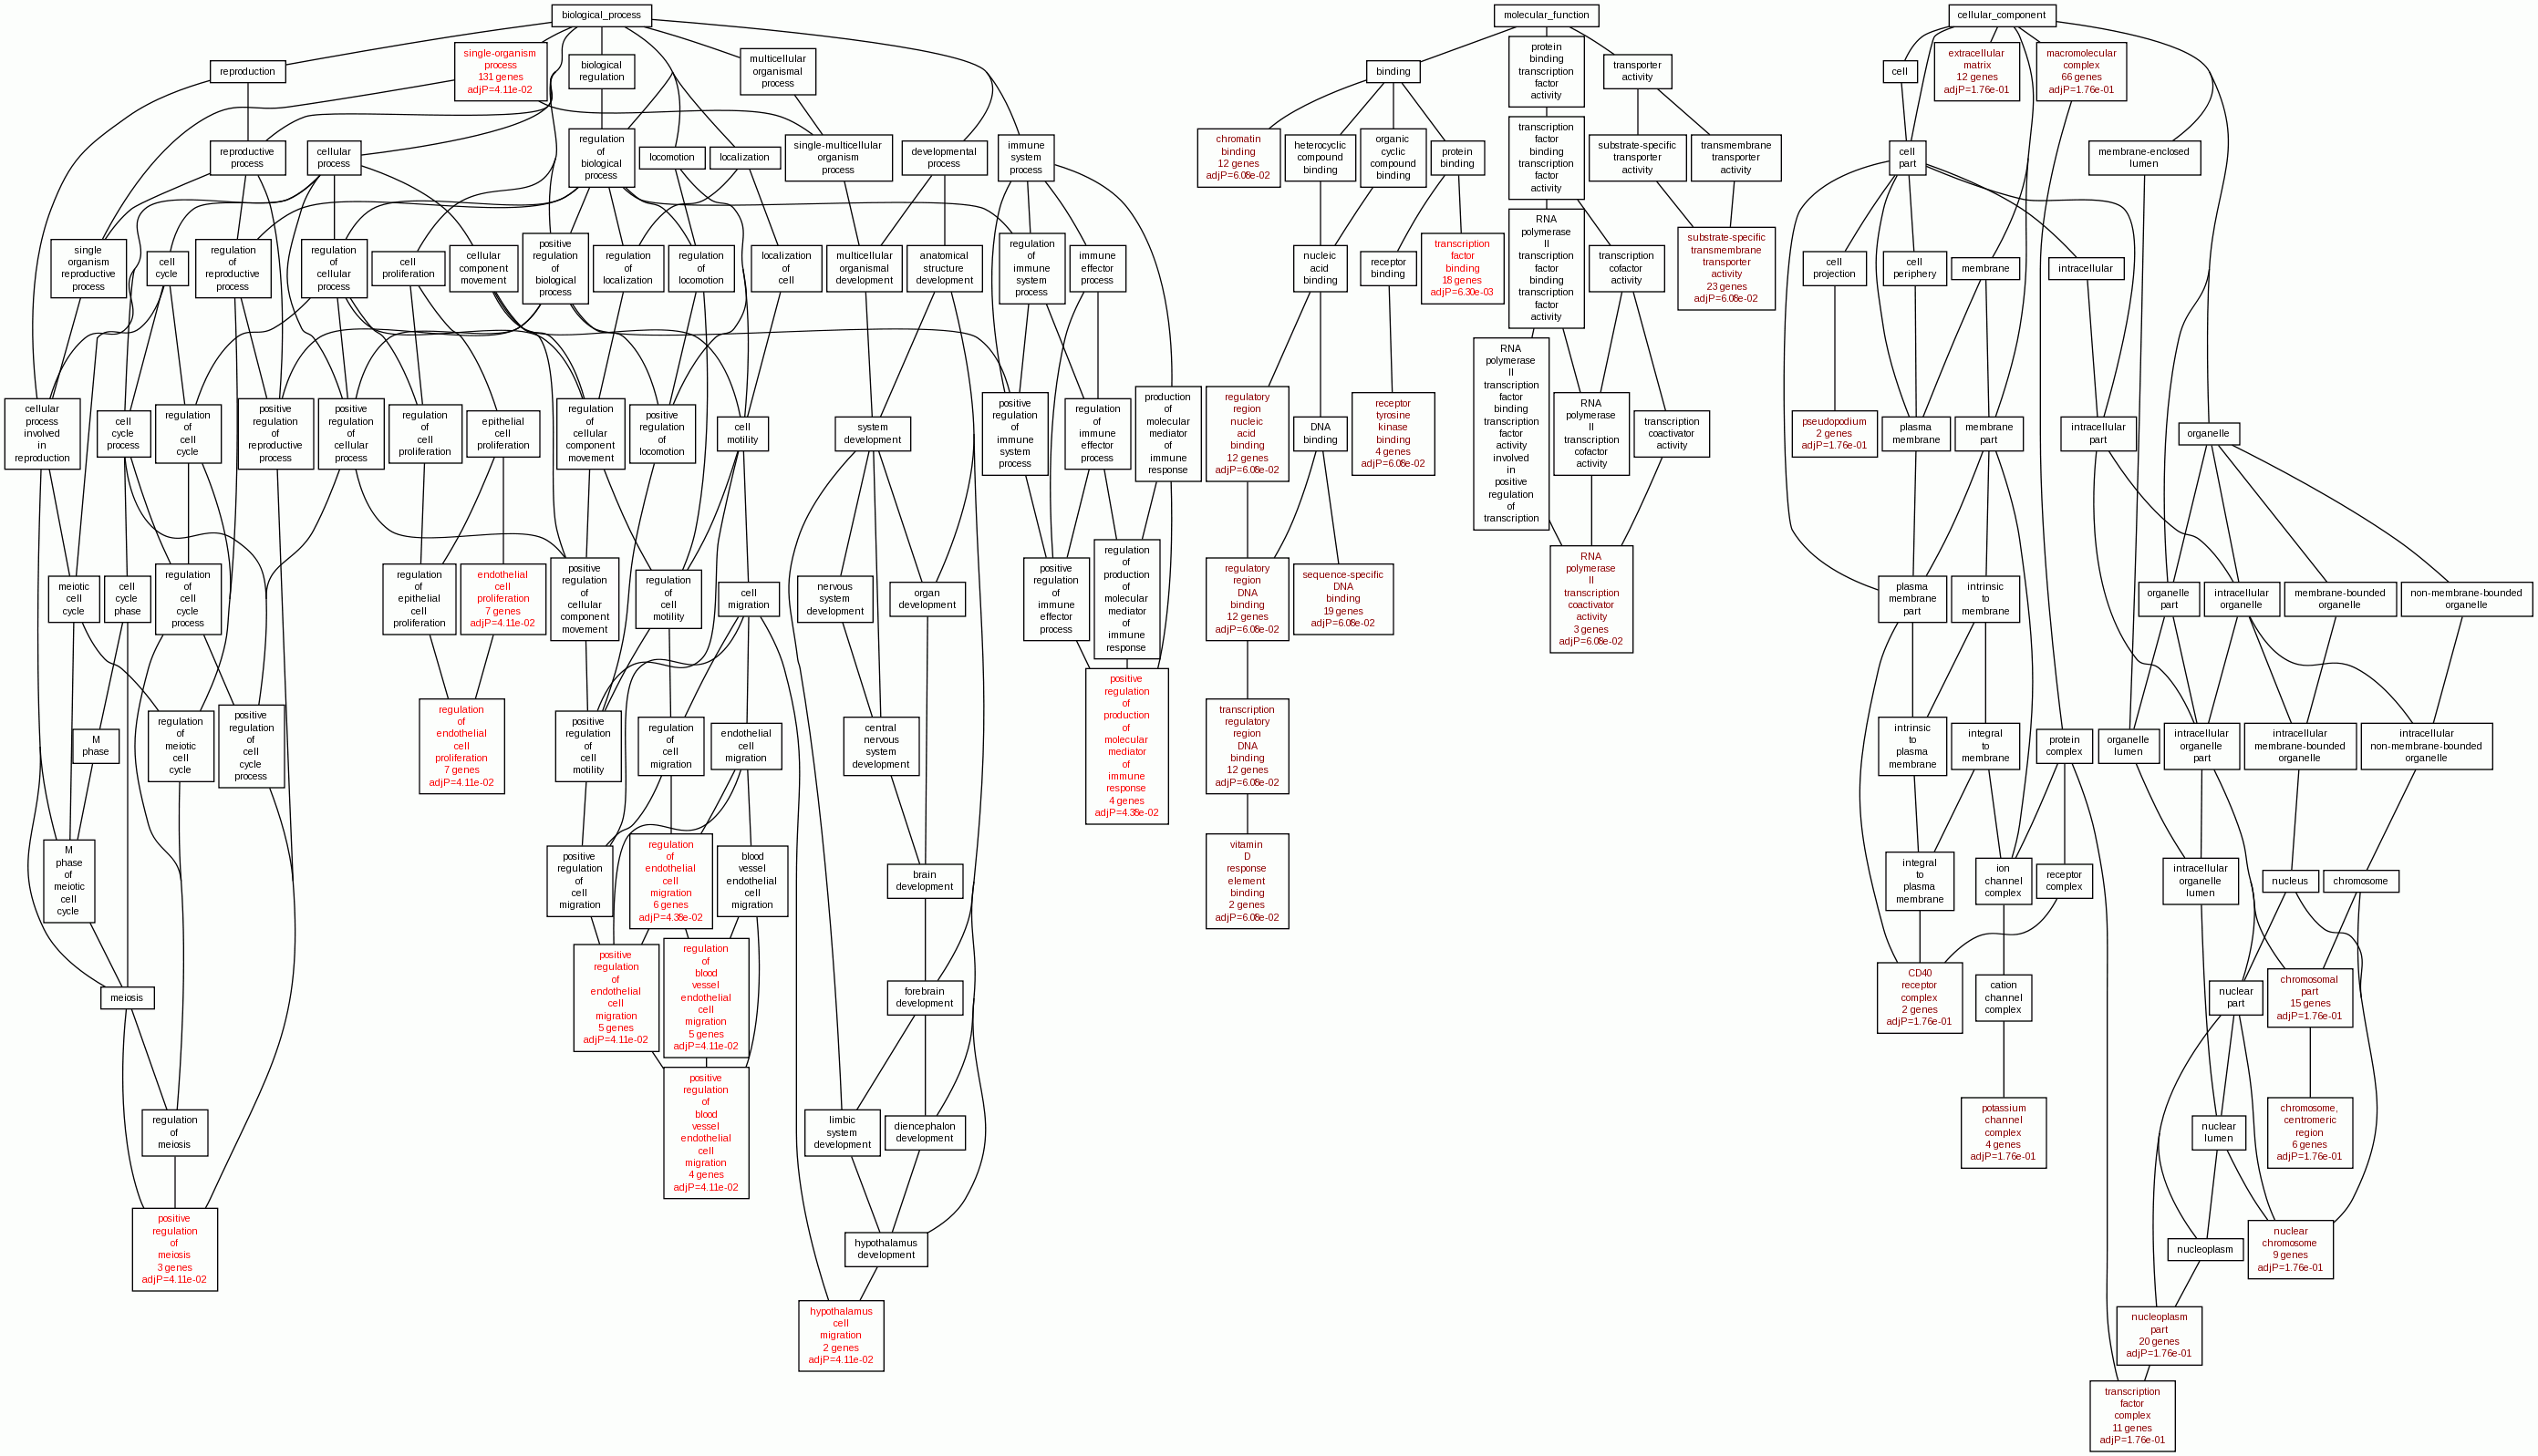 biological_process
molecular_function
cellular_component
reproduction
single-organism
process
131 genes
adjP=4.11e-02
biological
regulation
multicellular
organismal
process
binding
protein
binding
transcription
factor
activity
transporter
activity
cell
extracellular
matrix
12 genes
adjP=1.76e-01
macromolecular
complex
66 genes
adjP=1.76e-01
reproductive
process
cellular
process
regulation
of
biological
process
locomotion
localization
single-multicellular
organism
process
developmental
process
immune
system
process
chromatin
binding
12 genes
adjP=6.08e-02
heterocyclic
compound
binding
organic
cyclic
compound
binding
protein
binding
transcription
factor
binding
transcription
factor
activity
substrate-specific
transporter
activity
transmembrane
transporter
activity
cell
part
membrane-enclosed
lumen
single
organism
reproductive
process
cell
cycle
regulation
of
reproductive
process
regulation
of
cellular
process
cell
proliferation
cellular
component
movement
positive
regulation
of
biological
process
regulation
of
localization
regulation
of
locomotion
localization
of
cell
multicellular
organismal
development
anatomical
structure
development
regulation
of
immune
system
process
immune
effector
process
nucleic
acid
binding
receptor
binding
transcription
factor
binding
18 genes
adjP=6.30e-03
RNA
polymerase
II
transcription
factor
binding
transcription
factor
activity
transcription
cofactor
activity
substrate-specific
transmembrane
transporter
activity
23 genes
adjP=6.08e-02
cell
projection
cell
periphery
membrane
intracellular
cellular
process
involved
in
reproduction
cell
cycle
process
regulation
of
cell
cycle
positive
regulation
of
reproductive
process
positive
regulation
of
cellular
process
regulation
of
cell
proliferation
epithelial
cell
proliferation
regulation
of
cellular
component
movement
positive
regulation
of
locomotion
cell
motility
system
development
positive
regulation
of
immune
system
process
regulation
of
immune
effector
process
production
of
molecular
mediator
of
immune
response
regulatory
region
nucleic
acid
binding
12 genes
adjP=6.08e-02
DNA
binding
receptor
tyrosine
kinase
binding
4 genes
adjP=6.08e-02
RNA
polymerase
II
transcription
factor
binding
transcription
factor
activity
involved
in
positive
regulation
of
transcription
RNA
polymerase
II
transcription
cofactor
activity
transcription
coactivator
activity
pseudopodium
2 genes
adjP=1.76e-01
plasma
membrane
membrane
part
intracellular
part
organelle
meiotic
cell
cycle
cell
cycle
phase
regulation
of
cell
cycle
process
regulation
of
epithelial
cell
proliferation
endothelial
cell
proliferation
7 genes
adjP=4.11e-02
positive
regulation
of
cellular
component
movement
regulation
of
cell
motility
cell
migration
nervous
system
development
organ
development
positive
regulation
of
immune
effector
process
regulation
of
production
of
molecular
mediator
of
immune
response
regulatory
region
DNA
binding
12 genes
adjP=6.08e-02
sequence-specific
DNA
binding
19 genes
adjP=6.08e-02
RNA
polymerase
II
transcription
coactivator
activity
3 genes
adjP=6.08e-02
plasma
membrane
part
intrinsic
to
membrane
organelle
part
intracellular
organelle
membrane-bounded
organelle
non-membrane-bounded
organelle
M
phase
regulation
of
meiotic
cell
cycle
positive
regulation
of
cell
cycle
process
regulation
of
endothelial
cell
proliferation
7 genes
adjP=4.11e-02
positive
regulation
of
cell
motility
regulation
of
cell
migration
endothelial
cell
migration
central
nervous
system
development
positive
regulation
of
production
of
molecular
mediator
of
immune
response
4 genes
adjP=4.38e-02
transcription
regulatory
region
DNA
binding
12 genes
adjP=6.08e-02
intrinsic
to
plasma
membrane
integral
to
membrane
protein
complex
organelle
lumen
intracellular
organelle
part
intracellular
membrane-bounded
organelle
intracellular
non-membrane-bounded
organelle
M
phase
of
meiotic
cell
cycle
positive
regulation
of
cell
migration
regulation
of
endothelial
cell
migration
6 genes
adjP=4.38e-02
blood
vessel
endothelial
cell
migration
brain
development
vitamin
D
response
element
binding
2 genes
adjP=6.08e-02
integral
to
plasma
membrane
ion
channel
complex
receptor
complex
intracellular
organelle
lumen
nucleus
chromosome
meiosis
positive
regulation
of
endothelial
cell
migration
5 genes
adjP=4.11e-02
regulation
of
blood
vessel
endothelial
cell
migration
5 genes
adjP=4.11e-02
forebrain
development
CD40
receptor
complex
2 genes
adjP=1.76e-01
cation
channel
complex
nuclear
part
chromosomal
part
15 genes
adjP=1.76e-01
regulation
of
meiosis
positive
regulation
of
blood
vessel
endothelial
cell
migration
4 genes
adjP=4.11e-02
limbic
system
development
diencephalon
development
potassium
channel
complex
4 genes
adjP=1.76e-01
nuclear
lumen
chromosome,
centromeric
region
6 genes
adjP=1.76e-01
positive
regulation
of
meiosis
3 genes
adjP=4.11e-02
hypothalamus
development
nucleoplasm
nuclear
chromosome
9 genes
adjP=1.76e-01
hypothalamus
cell
migration
2 genes
adjP=4.11e-02
nucleoplasm
part
20 genes
adjP=1.76e-01
transcription
factor
complex
11 genes
adjP=1.76e-01